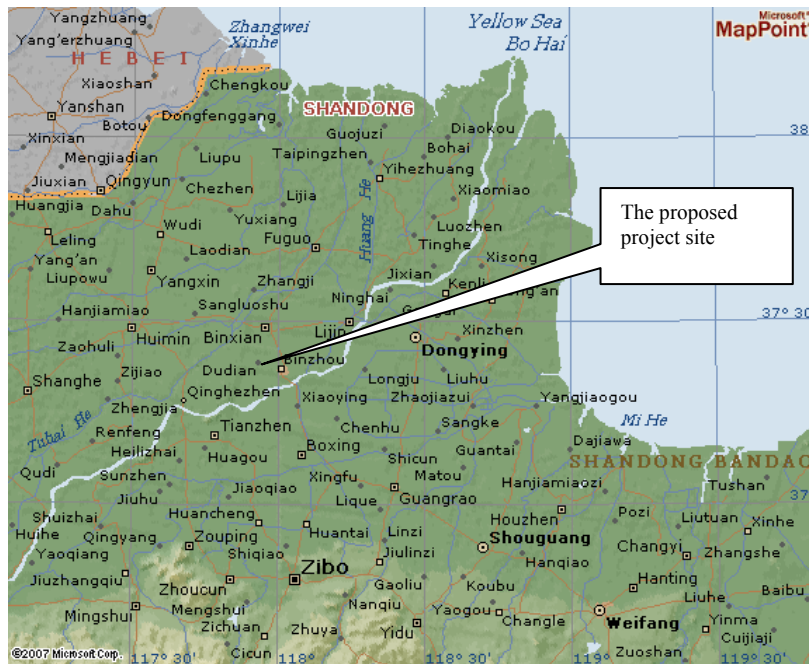 Yangzhuang
Zhangwei
Xinhe
Yellow Sea
Bo Hai
Microsoft®
MapPoint®
Yang'erzhuang
HEBEI
Xiaoshan
Chengkou
Yanshan
SHANDONG
Botou
Dongfenggang
Guojuzi
Diaokou
38
Xinxian
Bohai
Mengjiadian
Liupu
Taipingzhen
Yihezhuang
Jiuxian
Qingyun
Chezhen
Lijia
Xiaomiao
Huangjia
Dahu
Huang He
The proposed
project site
Wudi
Yuxiang
Luozhen
Leling
Fuguo
Tinghe
Yang'an
Laodian
Xisong
Liupowu
Yangxin
Zhangji
Jixian
Kenli
Ninghai
Hanjiamiao
Sangluoshu
37° 30
Huimin
Binxian
Lijin
Xinzhen
Zaohuli
Dongying
Dudian
Binzhou
Zijiao
Longju
Liuhu
Shanghe
Qinghezhen
Xiaoying
Zhaojiazui
Yangjiaogou
Zhengjia
Mi He
Tuhai He
Renfeng
Tianzhen
Chenhu
Sangke
Dajiawa
Heilizhai
Boxing
Guantai
SHANDONG BANDAO
Qudi
Huagou
Shicun
Sunzhen
Xingfu
Matou
Hanjiamiaozi
Tushan
Jiuhu
Jiaoqiao
Lique
Guangrao
37
Shuizhai
Huancheng
Houzhen
Pozi
Liutuan
Xinhe
Huihe
Qingyang
Huantai
Linzi
Zouping
Shouguang
Changyi
Yaoqiang
Shiqiao
Jiulinzi
Zhangshe
Jiuzhangqiu
Zibo
Hanqiao
Zhoucun
Gaoliu
Koubu
Hanting
Baibu
Liuhe
Mingshui
Mengshui
Nanqiu
Yaogou
Zichuan
Zhuya
Yidu
Changle
Weifang
Yinma
Cuijiaji
Cicun
Zuoshan
©2007 Microsoft Corp.
117° 30'
118°
118° 30'
119°
119° 30'